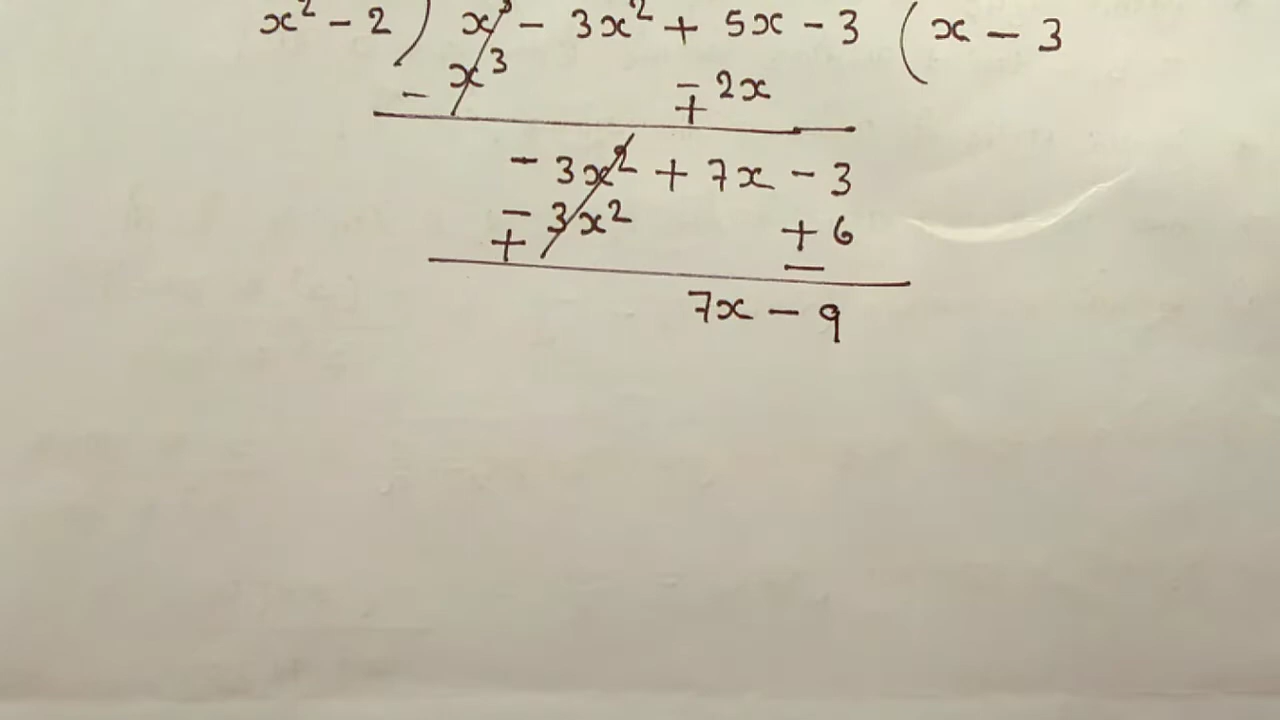 x² - 2 ) x³ - 3x² + 5x - 3 ( x - 3
- x³ ∓ 2x
- 3x² + 7x - 3
∓ 3x² ± 6
7x - 9